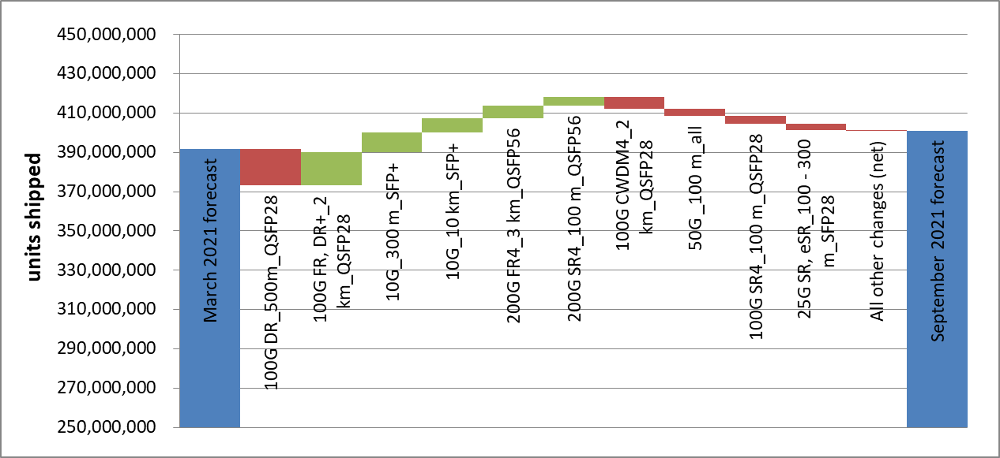 450,000,000
430,000,000
410,000,000
390,000,000
370,000,000
350,000,000
330,000,000
310,000,000
290,000,000
270,000,000
250,000,000
units shipped
March 2021 forecast
100G DR_500m_QSFP28
100G FR, DR+_2
km_QSFP28
10G_300 m_SFP+
10G_10 km_SFP+
200G FR4_3 km_QSFP56
200G SR4_100 m_QSFP56
100G CWDM4_2
km_QSFP28
50G _100 m_all
100G SR4_100 m_QSFP28
25G SR, eSR_100 - 300
m_SFP28
All other changes (net)
September 2021 forecast